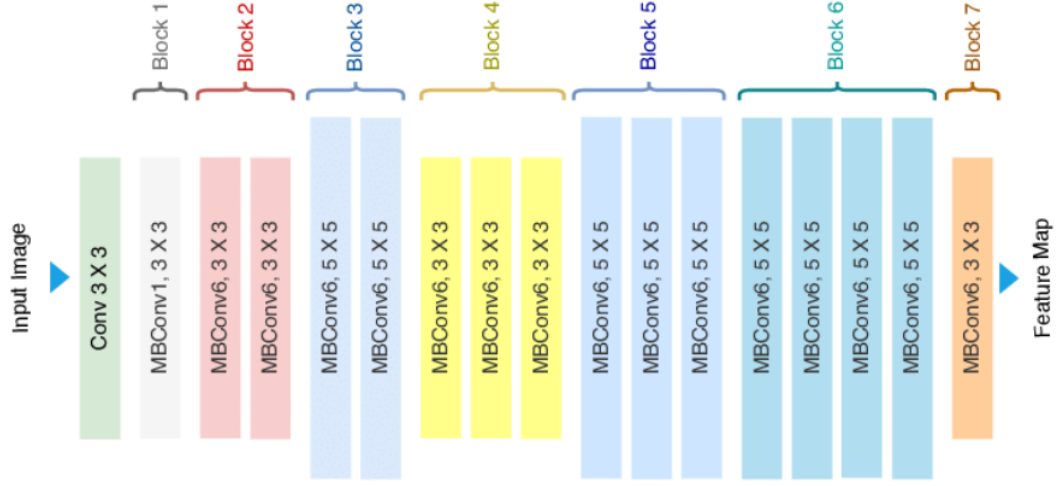 Input Image
Conv 3 X 3
Block 1
MBConv1, 3 X 3
Block 2
MBConv6, 3 X 3
MBConv6, 3 X 3
Block 3
MBConv6, 5 X 5
MBConv6, 5 X 5
Block 4
MBConv6, 3 X 3
MBConv6, 3 X 3
MBConv6, 3 X 3
Block 5
MBConv6, 5 X 5
MBConv6, 5 X 5
MBConv6, 5 X 5
Block 6
MBConv6, 5 X 5
MBConv6, 5 X 5
MBConv6, 5 X 5
MBConv6, 5 X 5
Block 7
MBConv6, 3 X 3
Feature Map